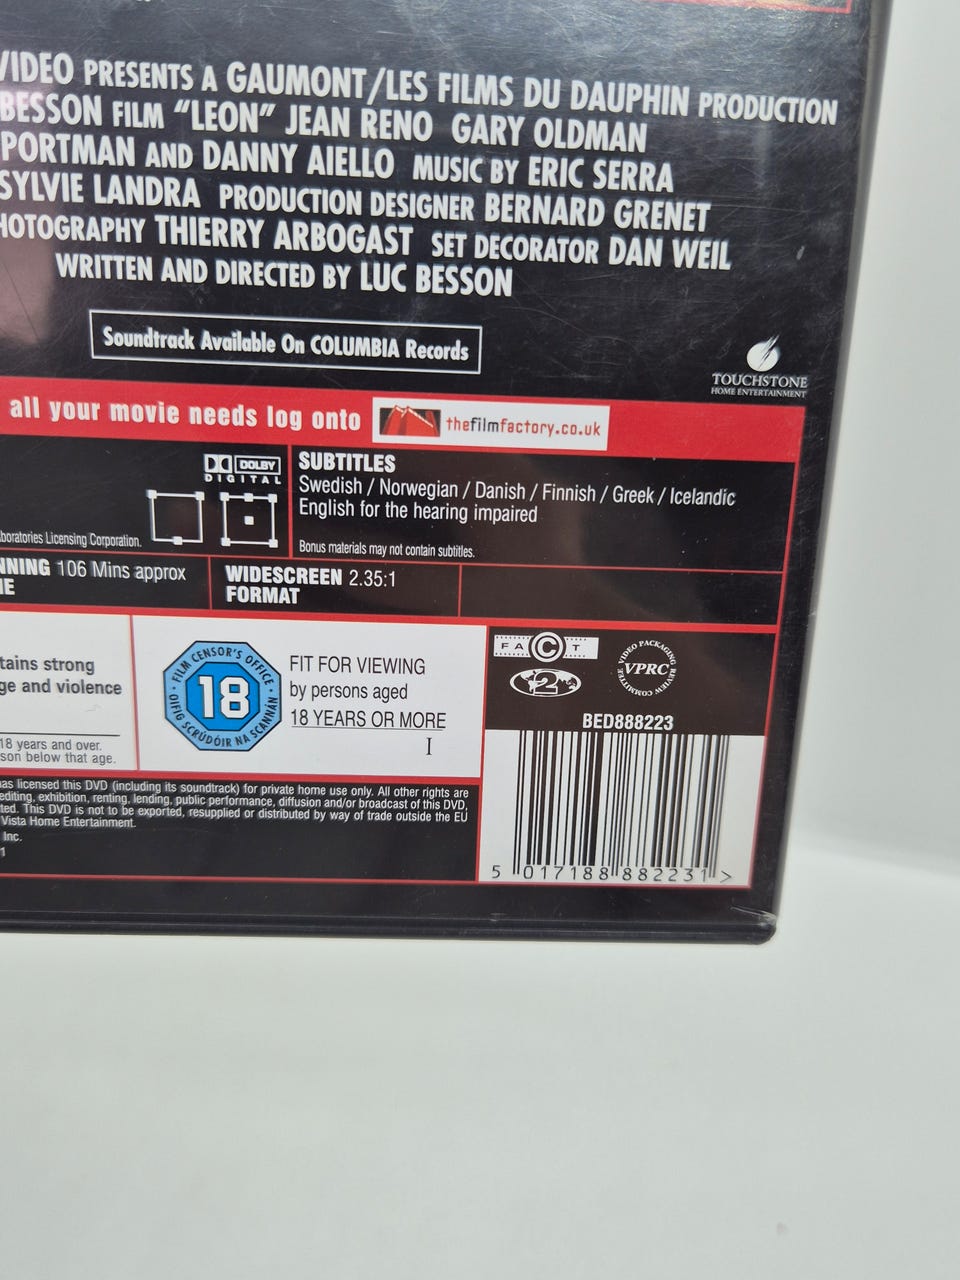 VIDEO PRESENTS A GAUMONT/LES FILMS DU DAUPHIN PRODUCTION
BESSON FILM “LEON” JEAN RENO GARY OLDMAN
PORTMAN AND DANNY AIELLO MUSIC BY ERIC SERRA
SYLVIE LANDRA PRODUCTION DESIGNER BERNARD GRENET
HOTOGRAPHY THIERRY ARBOGAST SET DECORATOR DAN WEIL
WRITTEN AND DIRECTED BY LUC BESSON
Soundtrack Available On COLUMBIA Records
TOUCHSTONE
HOME ENTERTAINMENT
all your movie needs log onto thefilmfactory.co.uk
DOLBY
DIGITAL
boratories Licensing Corporation.
SUBTITLES
Swedish / Norwegian / Danish / Finnish / Greek / Icelandic
English for the hearing impaired
Bonus materials may not contain subtitles.
NNING 106 Mins approx
ME
WIDESCREEN 2.35:1
FORMAT
tains strong
ge and violence
18 years and over.
son below that age.
FILM CENSOR'S OFFICE
18
OIFIG SCRÚDÓIR NA SCANNÁN
FIT FOR VIEWING
by persons aged
18 YEARS OR MORE
I
FACT
2
VIDEO PACKAGING
VPRC
REVIEW COMMITTEE
BED888223
5 017188 882231 >
as licensed this DVD (including its soundtrack) for private home use only. All other rights are
editing, exhibition, renting, lending, public performance, diffusion and/or broadcast of this DVD,
ted. This DVD is not to be exported, resupplied or distributed by way of trade outside the EU
Vista Home Entertainment.
Inc.
1